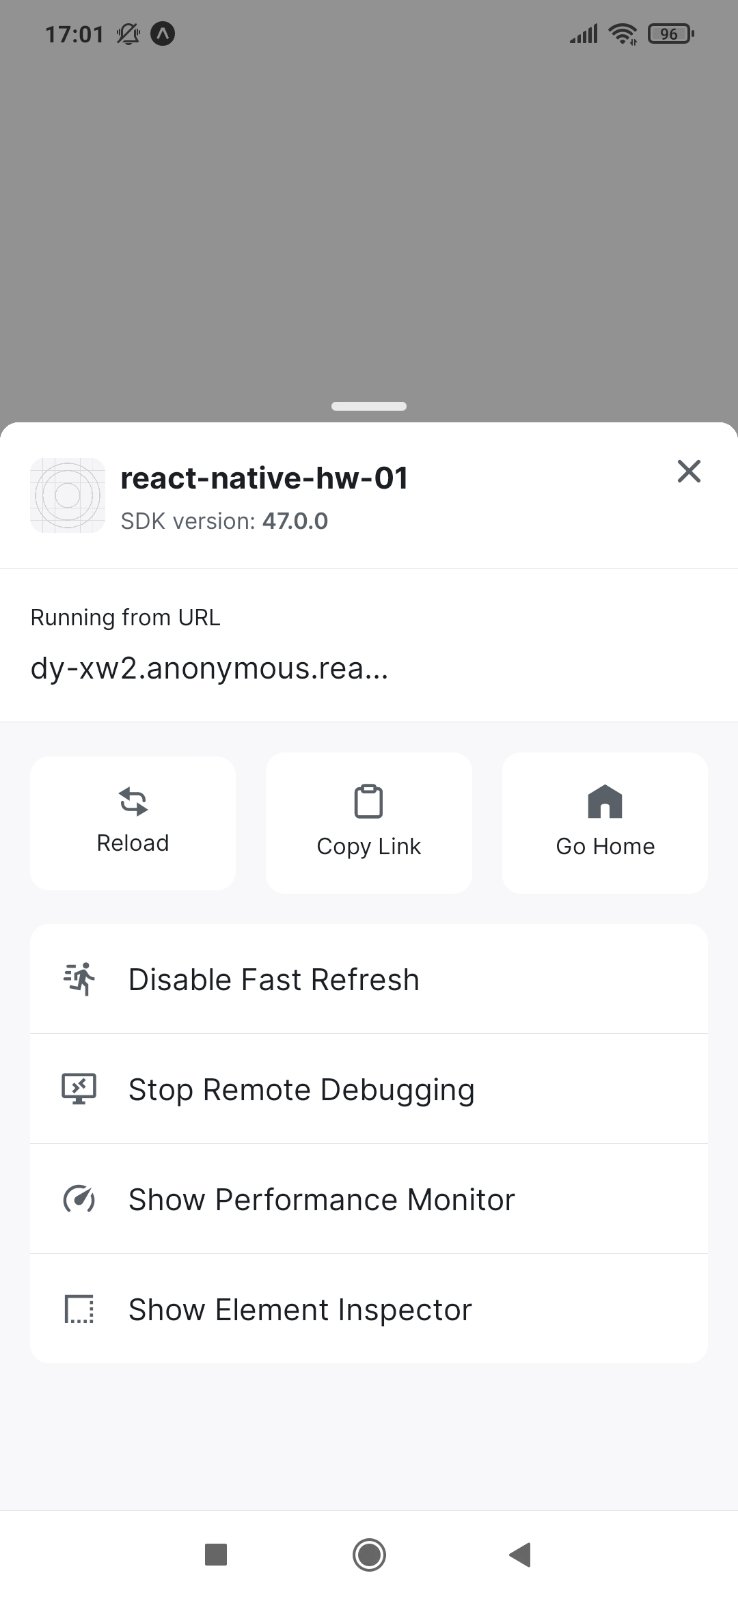 17:01
96
react-native-hw-01
SDK version: 47.0.0
Running from URL
dy-xw2.anonymous.rea...
Reload
Copy Link
Go Home
Disable Fast Refresh
Stop Remote Debugging
Show Performance Monitor
Show Element Inspector